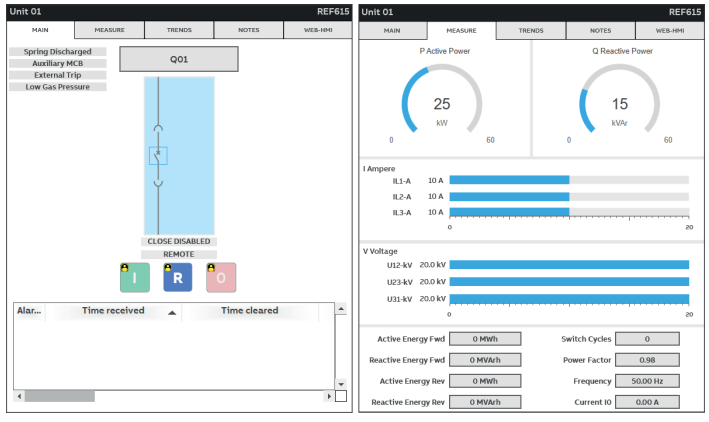 Unit 01 REF615
MAIN MEASURE TRENDS NOTES WEB-HMI
Spring Discharged
Auxiliary MCB
External Trip
Low Gas Pressure
Q01
CLOSE DISABLED
REMOTE
I R O
Alar... Time received Time cleared
Unit 01 REF615
MAIN MEASURE TRENDS NOTES WEB-HMI
P Active Power Q Reactive Power
25 15
kW kVAr
0 60 0 60
I Ampere
IL1-A 10 A
IL2-A 10 A
IL3-A 10 A
0 20
V Voltage
U12-kV 20.0 kV
U23-kV 20.0 kV
U31-kV 20.0 kV
0 20
Active Energy Fwd 0 MWh Switch Cycles 0
Reactive Energy Fwd 0 MVArh Power Factor 0.98
Active Energy Rev 0 MWh Frequency 50.00 Hz
Reactive Energy Rev 0 MVArh Current I0 0.00 A